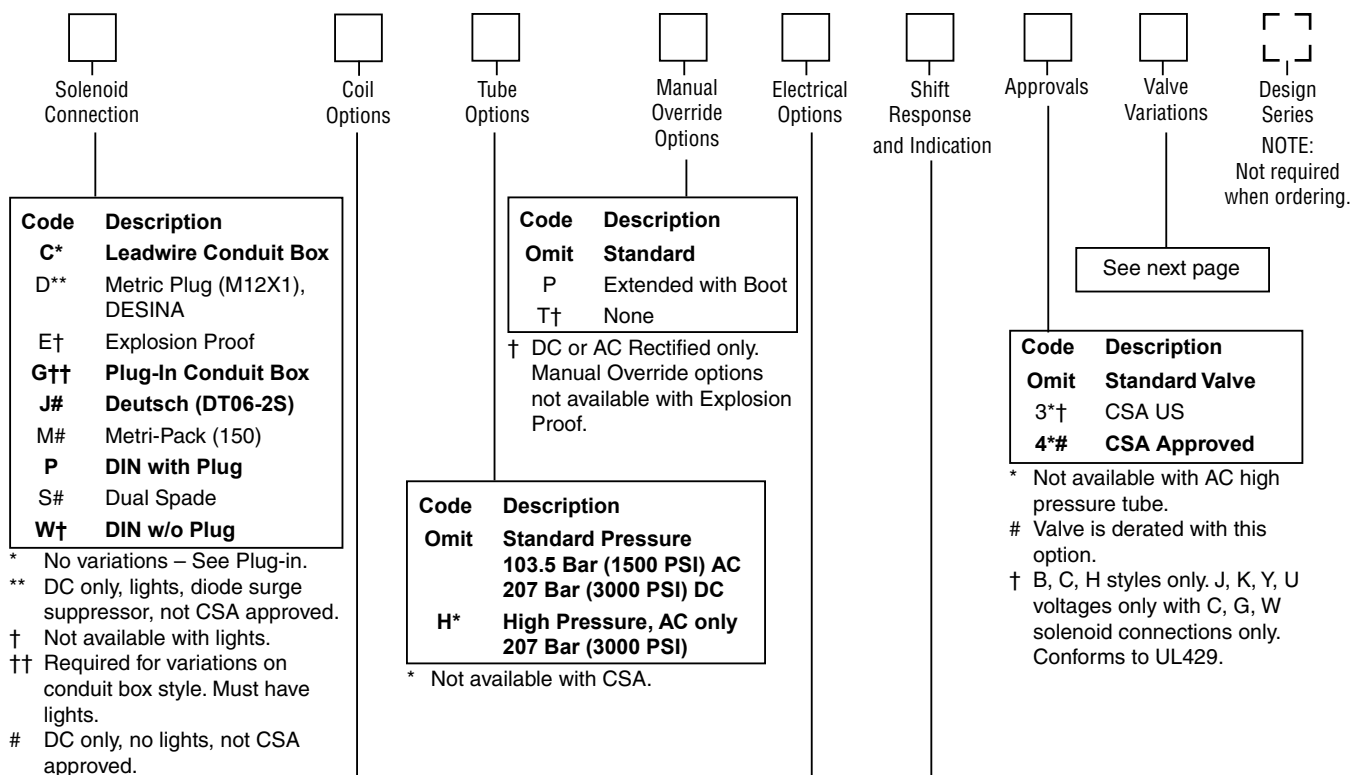 Solenoid
Connection
Coil
Options
Tube
Options
Manual
Override
Options
Electrical
Options
Shift
Response
and Indication
Approvals
Valve
Variations
Design
Series
NOTE:
Not required
when ordering.
Code Description
C* Leadwire Conduit Box
D** Metric Plug (M12X1),
DESINA
E† Explosion Proof
G†† Plug-In Conduit Box
J# Deutsch (DT06-2S)
M# Metri-Pack (150)
P DIN with Plug
S# Dual Spade
W† DIN w/o Plug
* No variations – See Plug-in.
** DC only, lights, diode surge
suppressor, not CSA approved.
† Not available with lights.
†† Required for variations on
conduit box style. Must have
lights.
# DC only, no lights, not CSA
approved.
Code Description
Omit Standard
P Extended with Boot
T† None
† DC or AC Rectified only.
Manual Override options
not available with Explosion
Proof.
Code Description
Omit Standard Pressure
103.5 Bar (1500 PSI) AC
207 Bar (3000 PSI) DC
H* High Pressure, AC only
207 Bar (3000 PSI)
* Not available with CSA.
See next page
Code Description
Omit Standard Valve
3*† CSA US
4*# CSA Approved
* Not available with AC high
pressure tube.
# Valve is derated with this
option.
† B, C, H styles only. J, K, Y, U
voltages only with C, G, W
solenoid connections only.
Conforms to UL429.